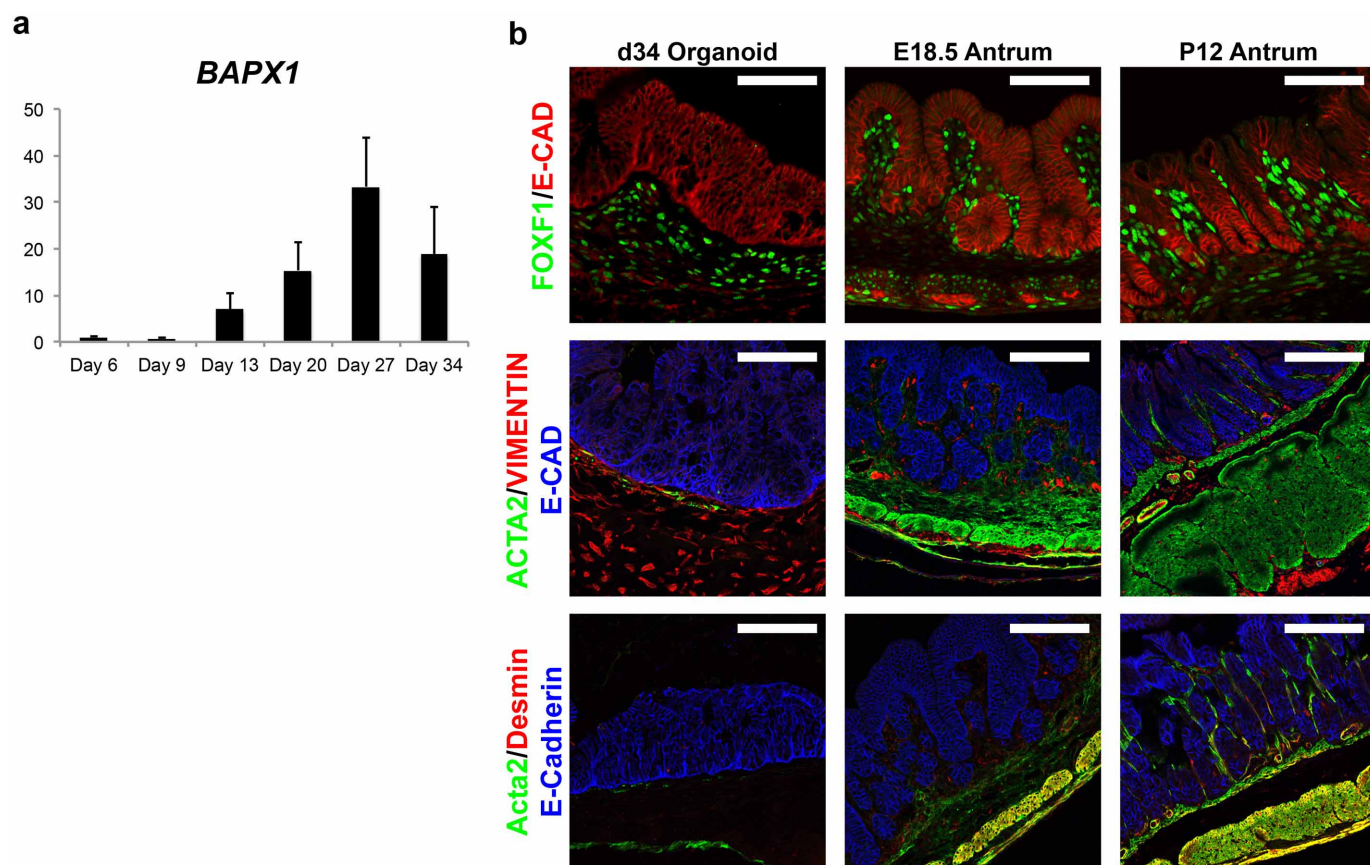 a
BAPX1
50
40
30
20
10
0
Day 6 Day 9 Day 13 Day 20 Day 27 Day 34
b
d34 Organoid E18.5 Antrum P12 Antrum
FOXF1/E-CAD
ACTA2/VIMENTIN
E-CAD
Acta2/Desmin
E-Cadherin